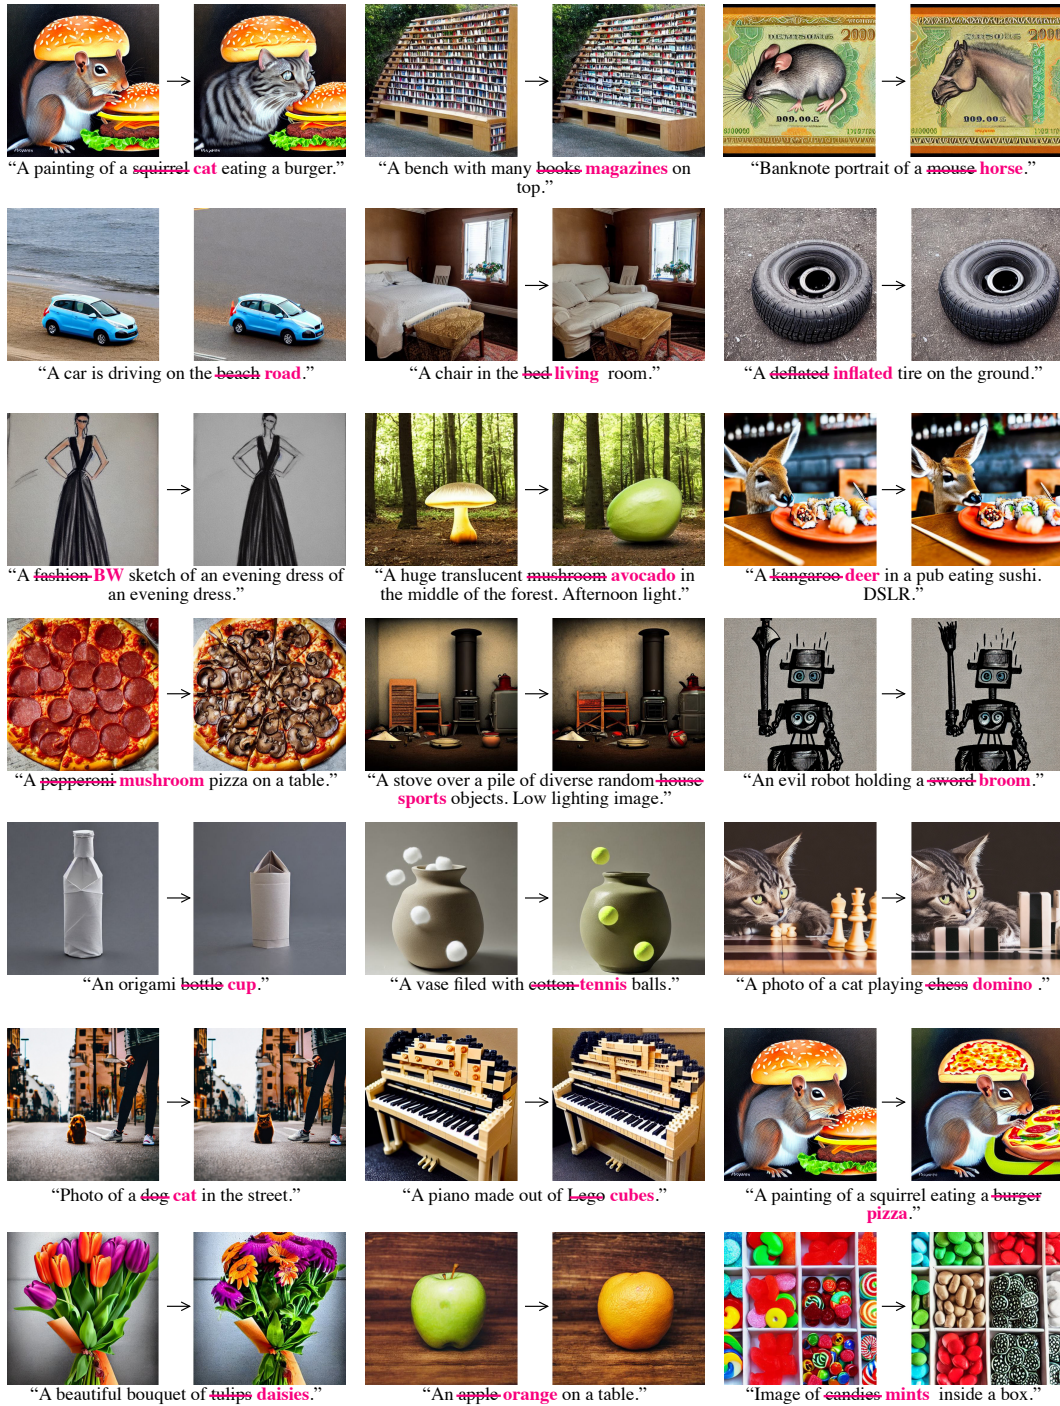 “A painting of a squirrel cat eating a burger.”
“A bench with many books magazines on
top.”
“Banknote portrait of a mouse horse.”
“A car is driving on the beach road.”
“A chair in the bed living room.”
“A deflated inflated tire on the ground.”
“A fashion BW sketch of an evening dress of
an evening dress.”
“A huge translucent mushroom avocado in
the middle of the forest. Afternoon light.”
“A kangaroo deer in a pub eating sushi.
DSLR.”
“A pepperoni mushroom pizza on a table.”
“A stove over a pile of diverse random house
sports objects. Low lighting image.”
“An evil robot holding a sword broom.”
“An origami bottle cup.”
“A vase filed with cotton tennis balls.”
“A photo of a cat playing chess domino .”
“Photo of a dog cat in the street.”
“A piano made out of Lego cubes.”
“A painting of a squirrel eating a burger
pizza.”
“A beautiful bouquet of tulips daisies.”
“An apple orange on a table.”
“Image of candies mints inside a box.”